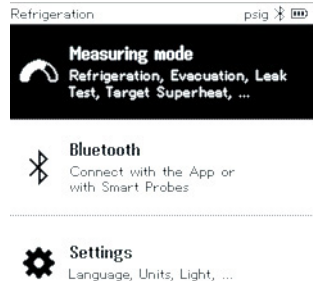 Refrigeration psig
Measuring mode
Refrigeration, Evacuation, Leak
Test, Target Superheat, ...
Bluetooth
Connect with the App or
with Smart Probes
Settings
Language, Units, Light, ...